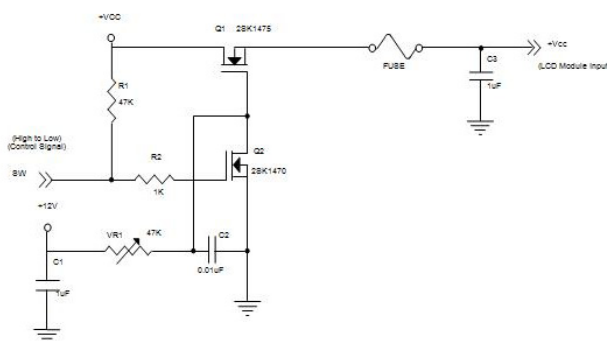 +VCC
Q1 2SK1475
R1
47K
FUSE
+Vcc
(LCD Module Input)
C3
1uF
(High to Low)
(Control Signal)
SW
R2
1K
Q2
2SK1470
+12V
VR1 47K
C1
1uF
C2
0.01uF